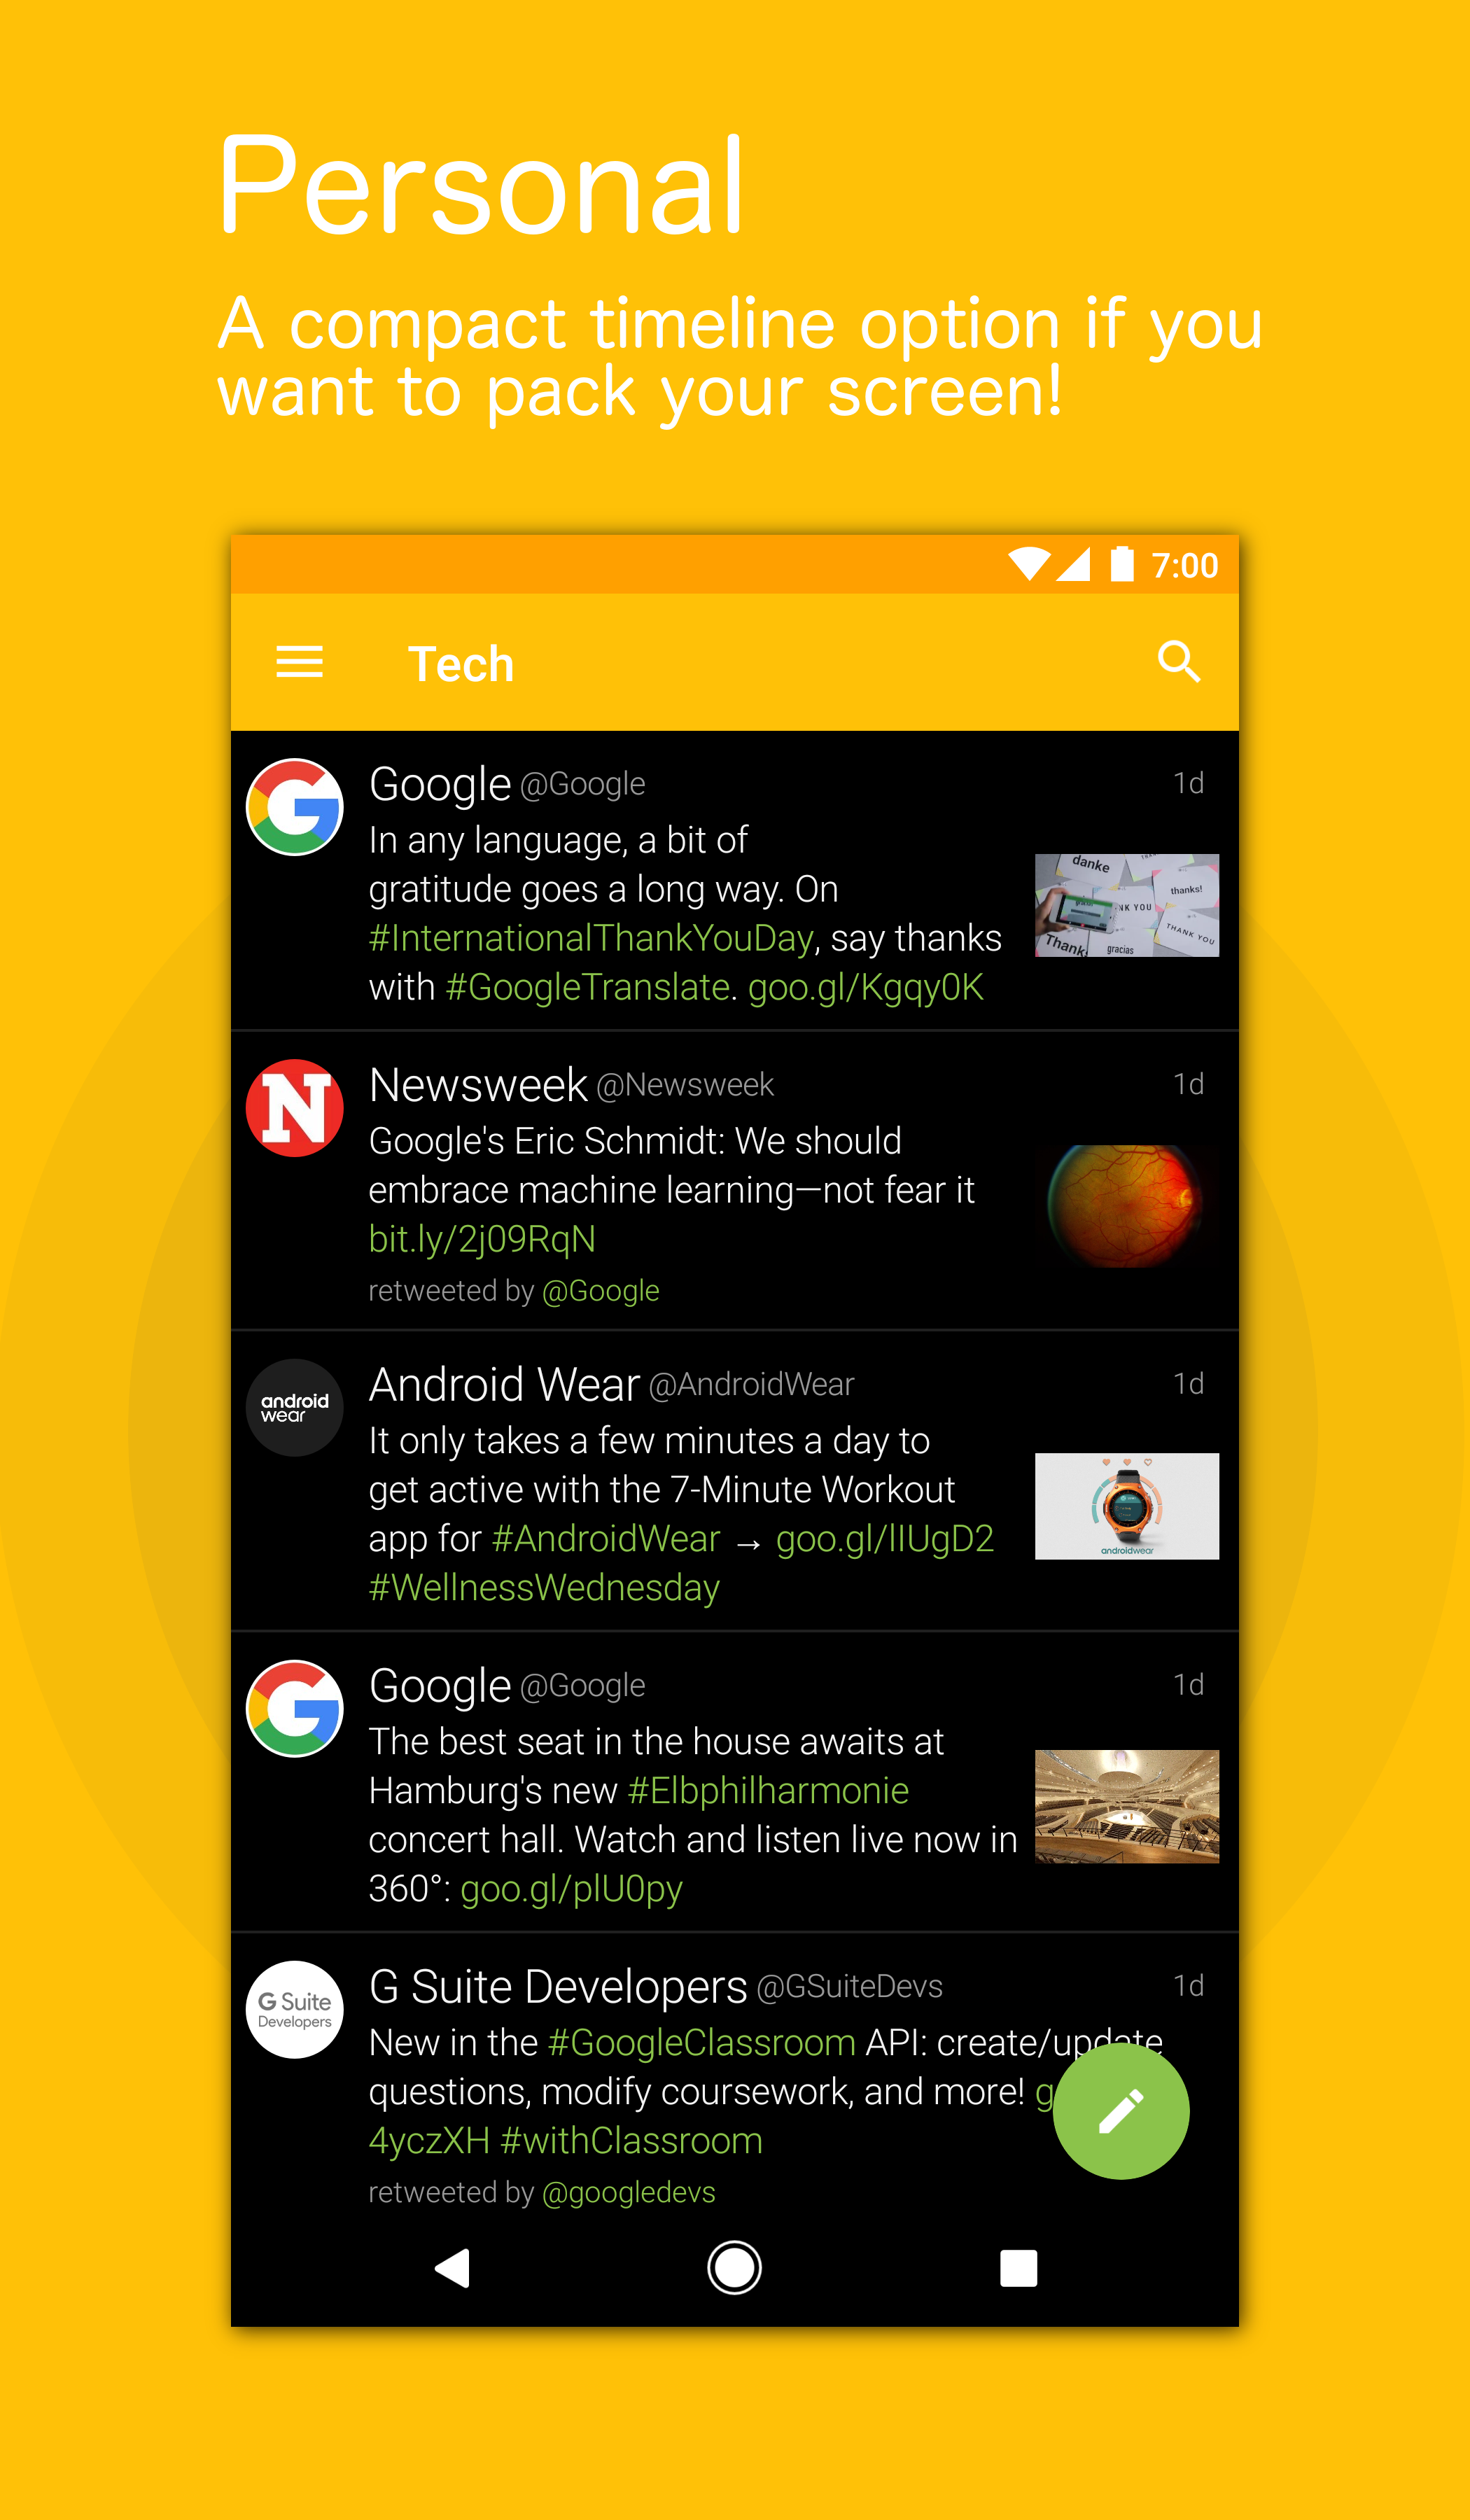 Personal
A compact timeline option if you
want to pack your screen!
7:00
Tech
Google @Google 1d
In any language, a bit of
gratitude goes a long way. On
#InternationalThankYouDay, say thanks
with #GoogleTranslate. goo.gl/Kgqy0K
danke
thanks!
NK YOU
THANK YOU
Thank
gracias
Newsweek @Newsweek 1d
Google's Eric Schmidt: We should
embrace machine learning—not fear it
bit.ly/2j09RqN
retweeted by @Google
android
wear
Android Wear @AndroidWear 1d
It only takes a few minutes a day to
get active with the 7-Minute Workout
app for #AndroidWear → goo.gl/lIUgD2
#WellnessWednesday
androidwear
Google @Google 1d
The best seat in the house awaits at
Hamburg's new #Elbphilharmonie
concert hall. Watch and listen live now in
360°: goo.gl/plU0py
G Suite
Developers
G Suite Developers @GSuiteDevs 1d
New in the #GoogleClassroom API: create/update
questions, modify coursework, and more! g
4yczXH #withClassroom
retweeted by @googledevs